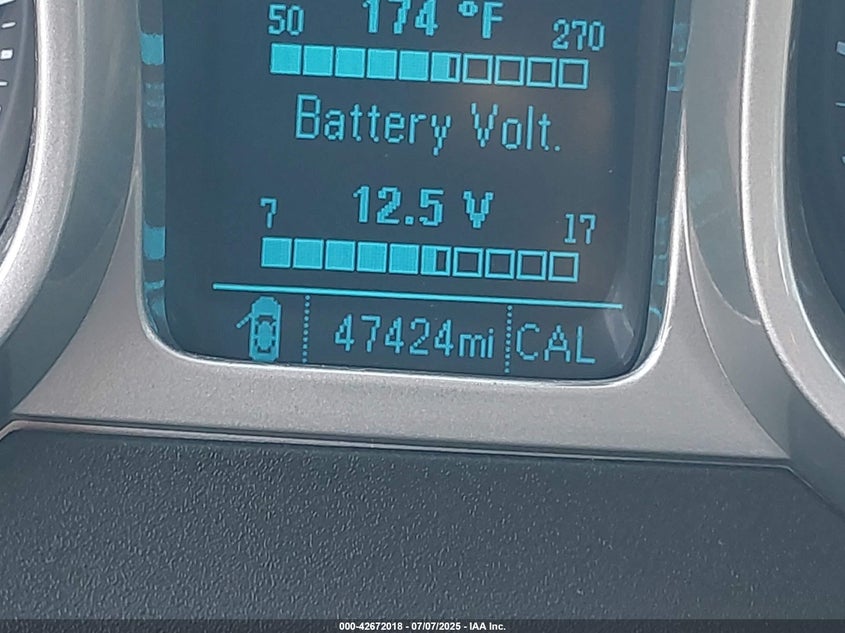 174 °F
50 270
Battery Volt.
12.5 V
7 17
47424mi CAL
000-42672018 - 07/07/2025 - IAA Inc.